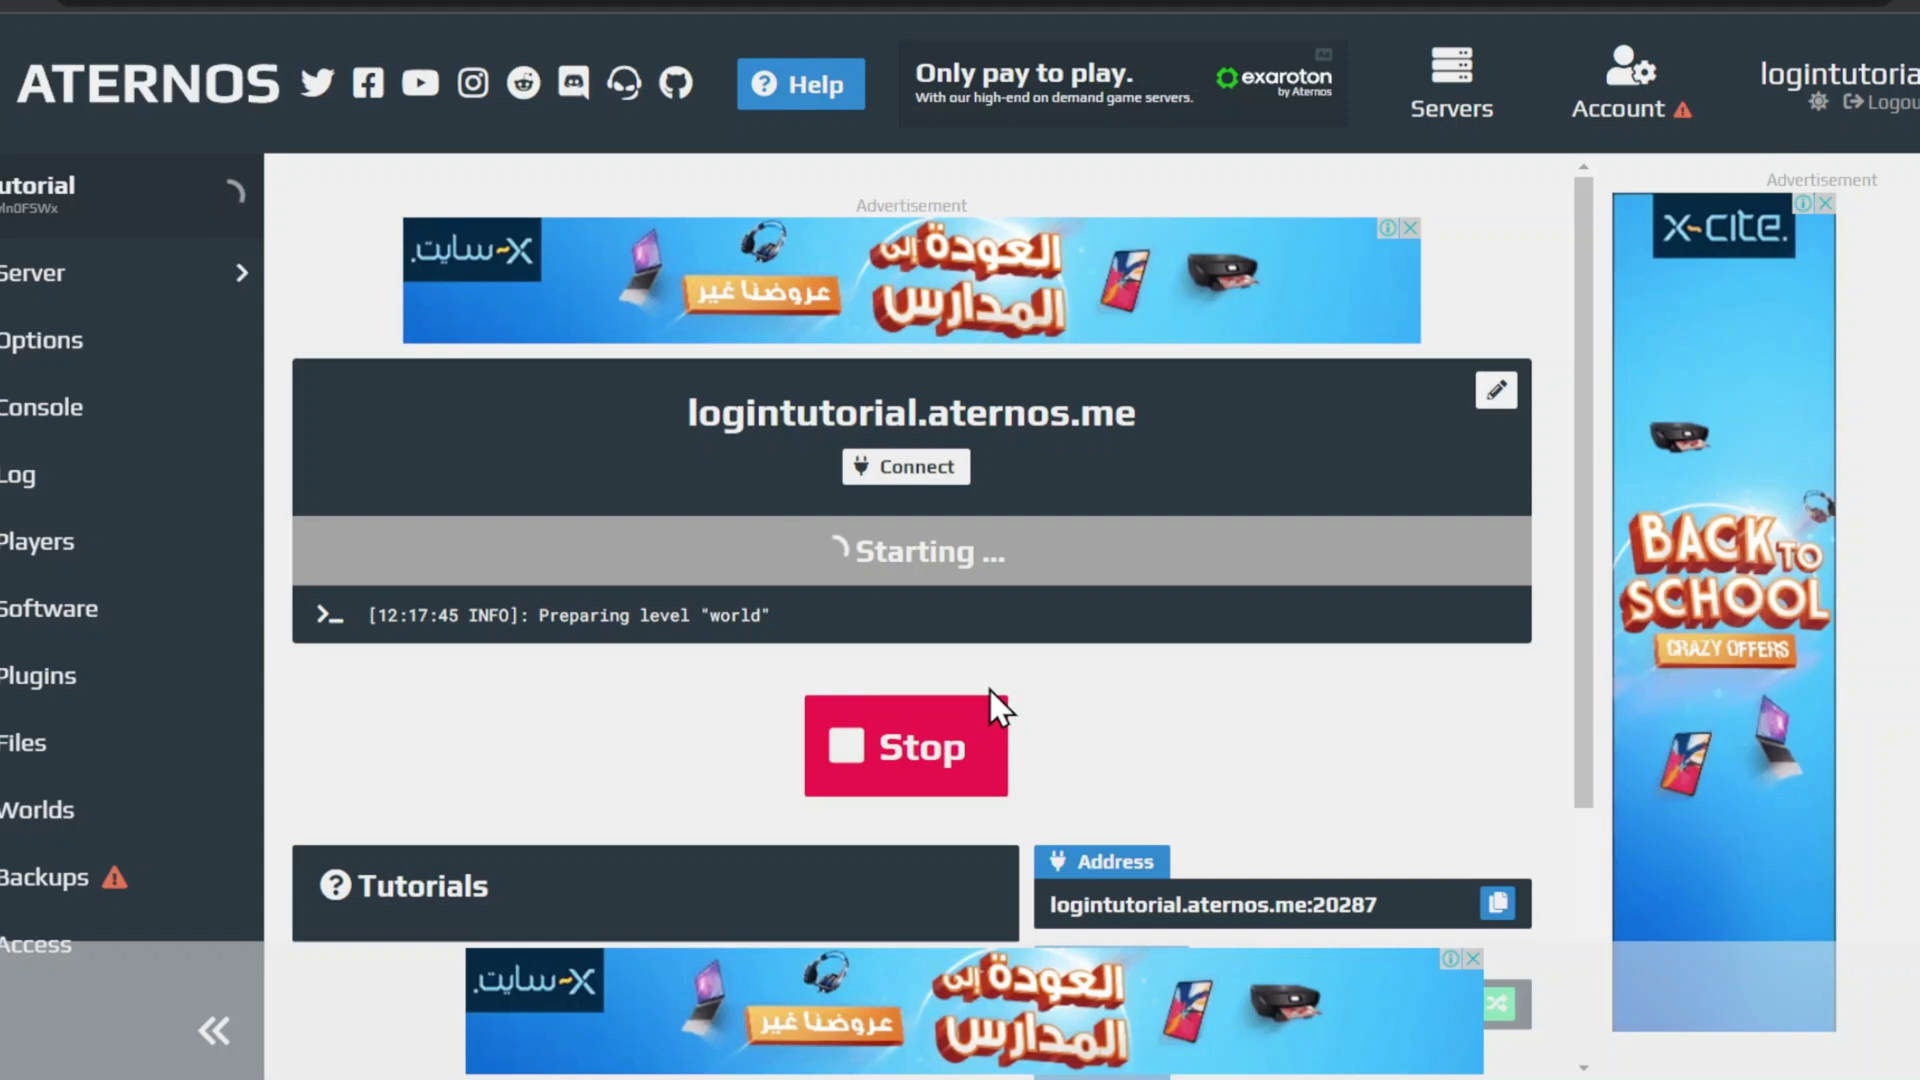 ATERNOS
Help
Only pay to play.
With our high-end on demand game servers.
Ad
exaroton
by Aternos
Servers
Account
logintutoria
Logou
utorial
Server
Options
Console
Log
Players
Software
Plugins
Files
Worlds
Backups
Access
Advertisement
x-سايت.
العودة إلى
المدارس
عروضنا غير
logintutorial.aternos.me
Connect
Starting ...
[12:17:45 INFO]: Preparing level "world"
Stop
Tutorials
Address
logintutorial.aternos.me:20287
x-سايت.
العودة إلى
المدارس
عروضنا غير
Advertisement
x-cite.
BACK TO
SCHOOL
CRAZY OFFERS